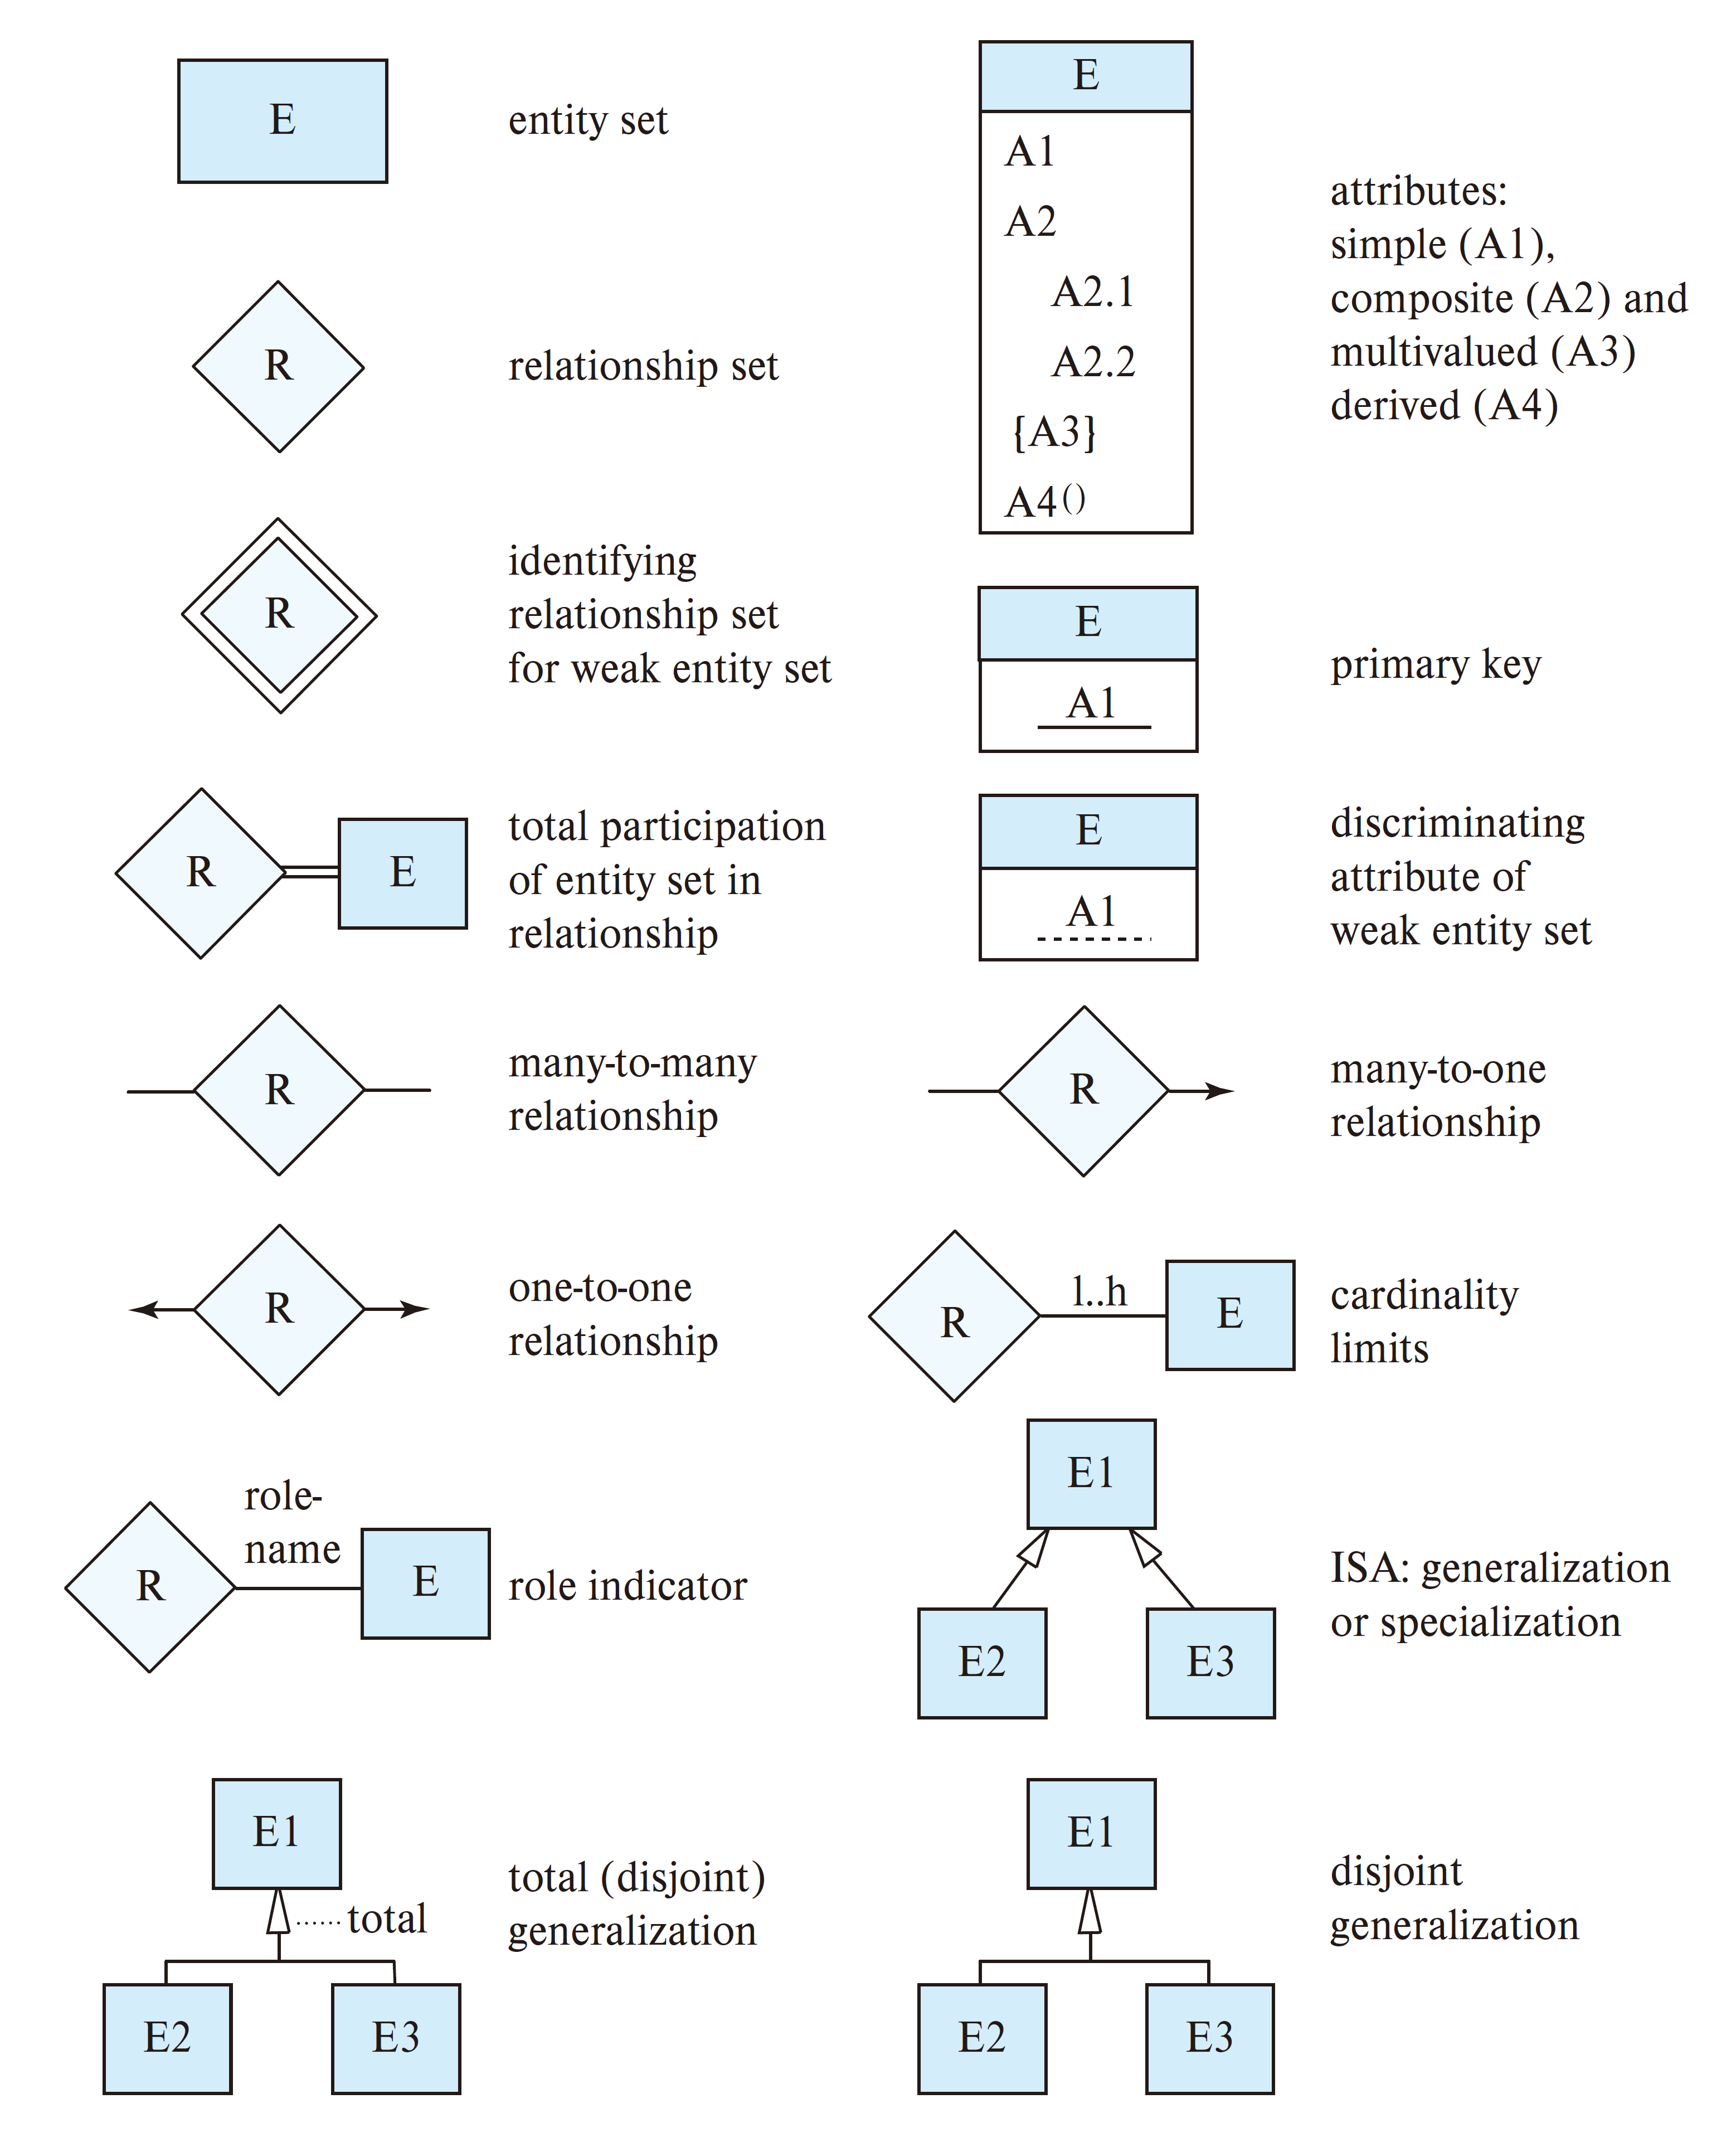 E
entity set
R
relationship set
R
identifying
relationship set
for weak entity set
R
E
total participation
of entity set in
relationship
R
many-to-many
relationship
R
one-to-one
relationship
R
role-
name
E
role indicator
E1
total
E2
E3
total (disjoint)
generalization
E
A1
A2
A2.1
A2.2
{A3}
A4()
attributes:
simple (A1),
composite (A2) and
multivalued (A3)
derived (A4)
E
A1
primary key
E
A1
discriminating
attribute of
weak entity set
R
many-to-one
relationship
R
l..h
E
cardinality
limits
E1
E2
E3
ISA: generalization
or specialization
E1
E2
E3
disjoint
generalization